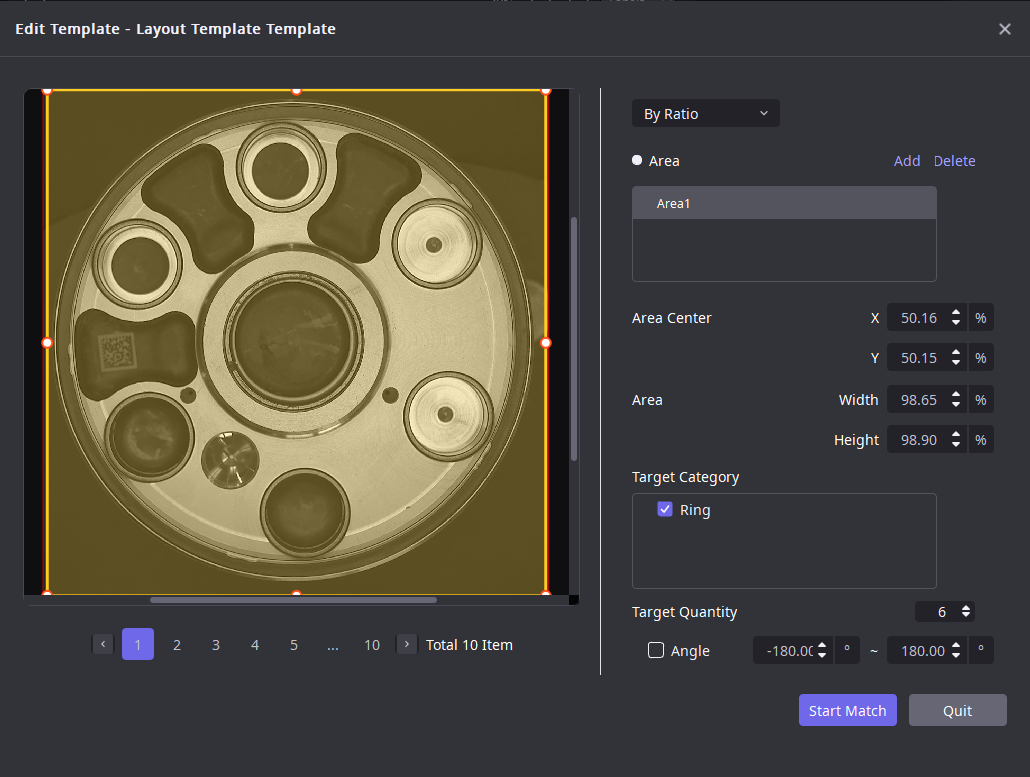 Edit Template - Layout Template Template
By Ratio
Area
Add Delete
Area1
Area Center X 50.16 %
Y 50.15 %
Area Width 98.65 %
Height 98.90 %
Target Category
Ring
Target Quantity 6
Angle -180.00 ° ~ 180.00 °
1 2 3 4 5 ... 10 Total 10 Item
Start Match Quit